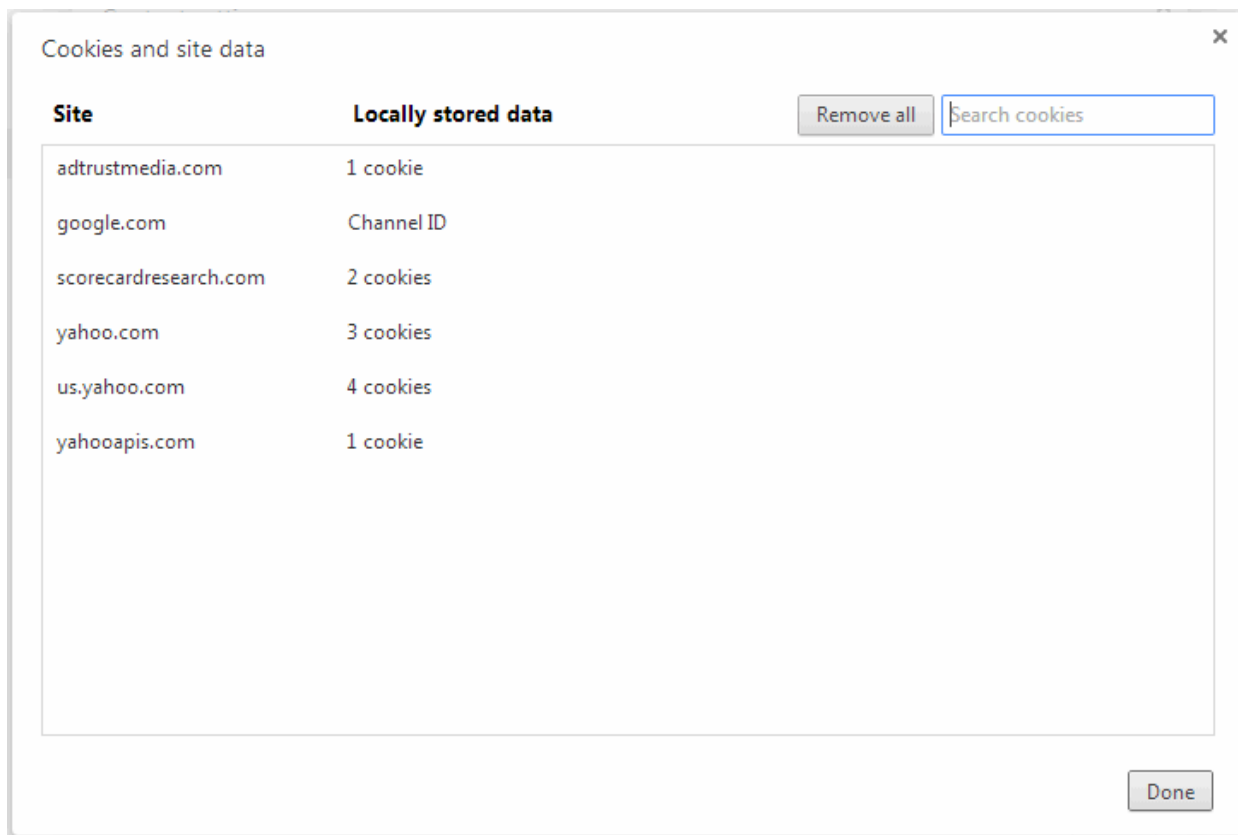 Cookies and site data
Site Locally stored data Remove all Search cookies
adtrustmedia.com 1 cookie
google.com Channel ID
scorecardresearch.com 2 cookies
yahoo.com 3 cookies
us.yahoo.com 4 cookies
yahooapis.com 1 cookie
Done